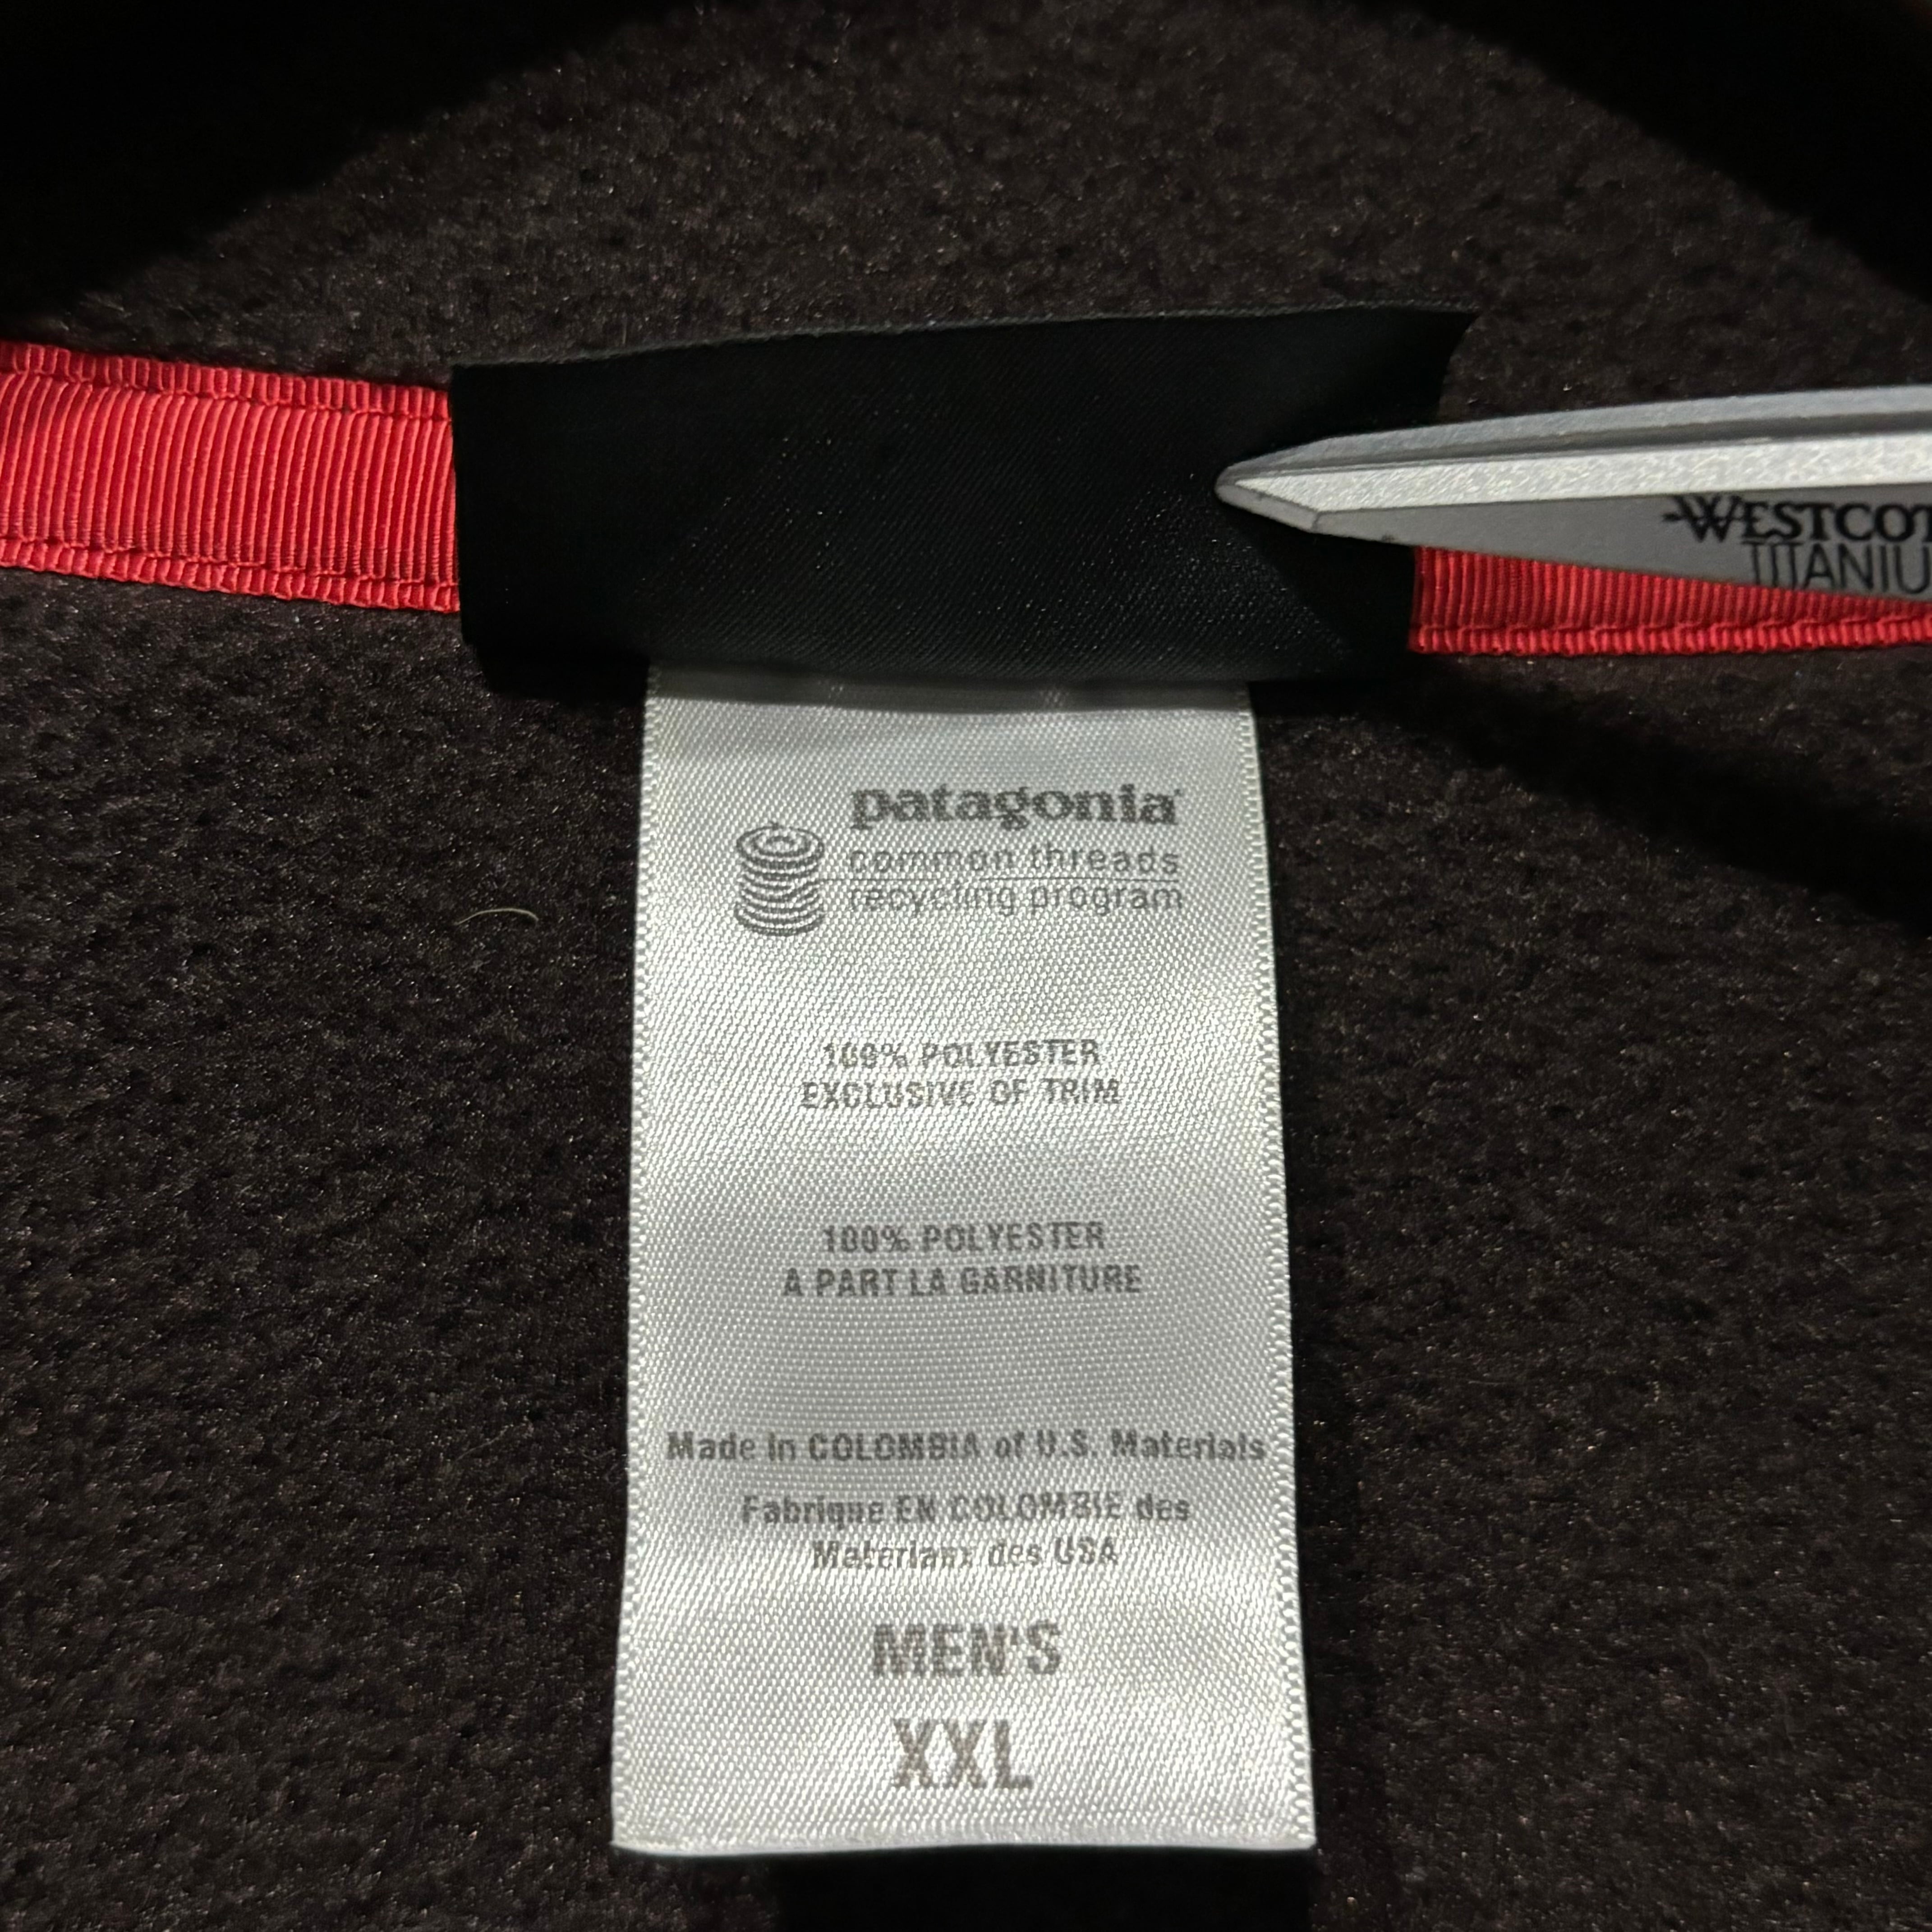 WESTCOT
TITANIU
patagonia®
common threads
recycling program
100% POLYESTER
EXCLUSIVE OF TRIM
100% POLYESTER
A PART LA GARNITURE
Made in COLOMBIA of U.S. Materials
Fabrique EN COLOMBIE des
Materiaux des USA
MEN'S
XXL